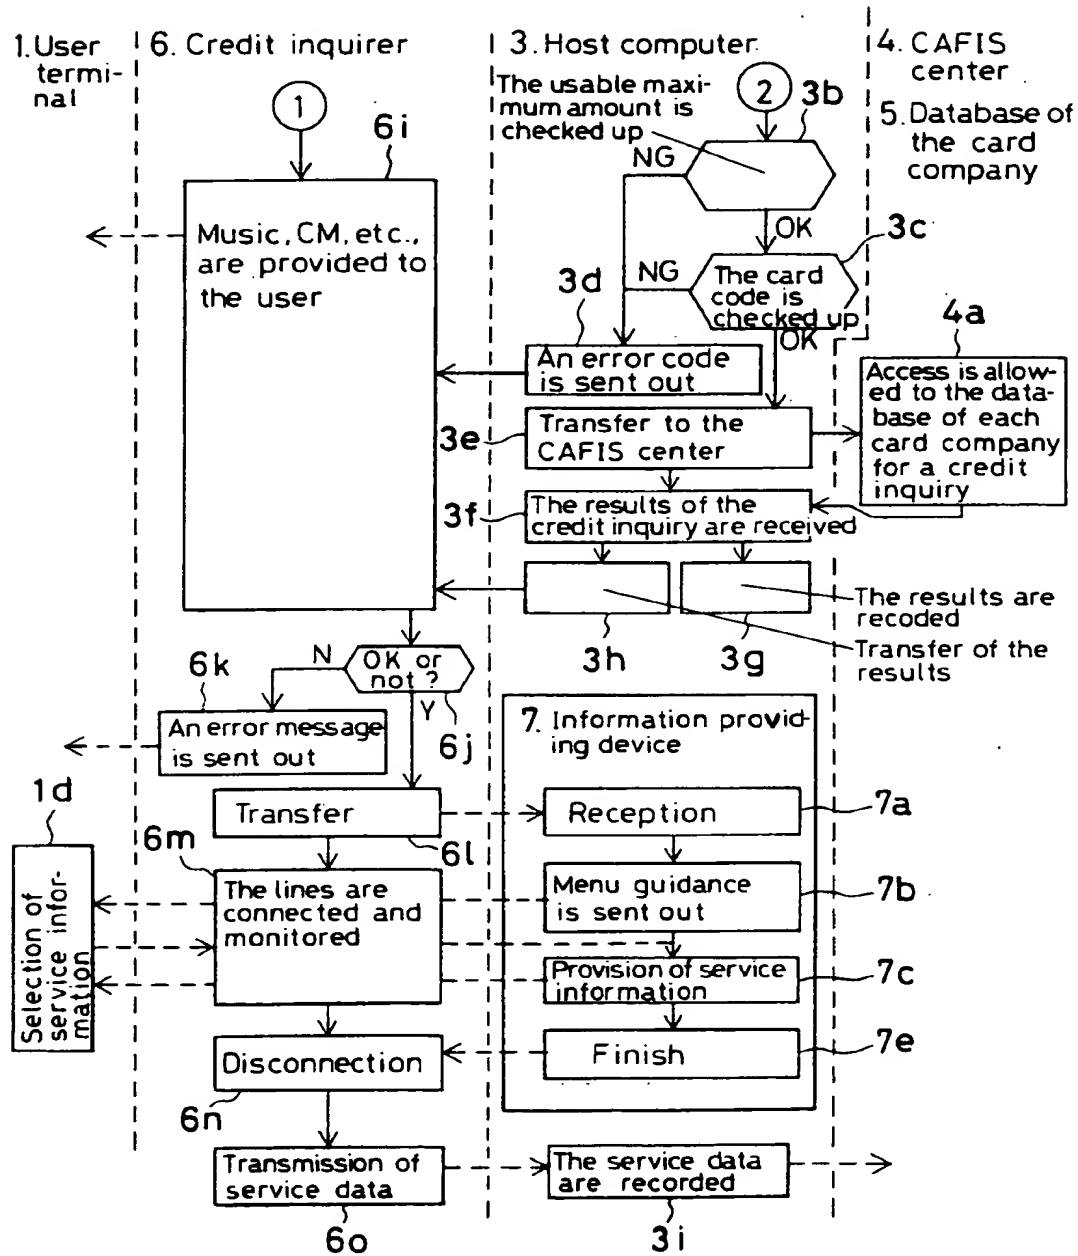 1. User
termi-
nal
6. Credit inquirer
3. Host computer
4. CAFIS
center
5. Database of
the card
company
1
6i
The usable maxi-
mum amount is
checked up
2
3b
NG
OK
3c
Music, CM, etc.,
are provided to
the user
NG
The card
code is
checked up
OK
3d
An error code
is sent out
4a
Access is allow-
ed to the data-
base of each
card company
for a credit
inquiry
3e
Transfer to the
CAFIS center
3f
The results of the
credit inquiry are received
The results are
recoded
Transfer of the
results
3h
3g
N
OK or
not ?
Y
6j
6k
An error message
is sent out
7. Information provid-
ing device
1d
Selection of
service infor-
mation
Transfer
6l
Reception
7a
6m
The lines are
connected and
monitored
Menu guidance
is sent out
7b
Provision of service
information
7c
Disconnection
6n
Finish
7e
Transmission of
service data
6o
The service data
are recorded
3i